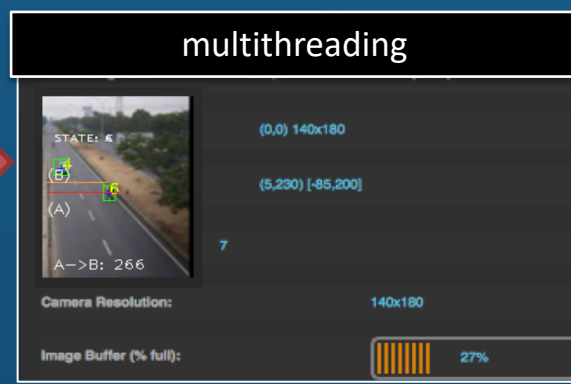 multithreading
(0,0) 140x180
STATE:
4
(B)
6
(5,230) [-85,200]
(A)
7
A->B: 266
Camera Resolution: 140x180
Image Buffer (% full): 27%